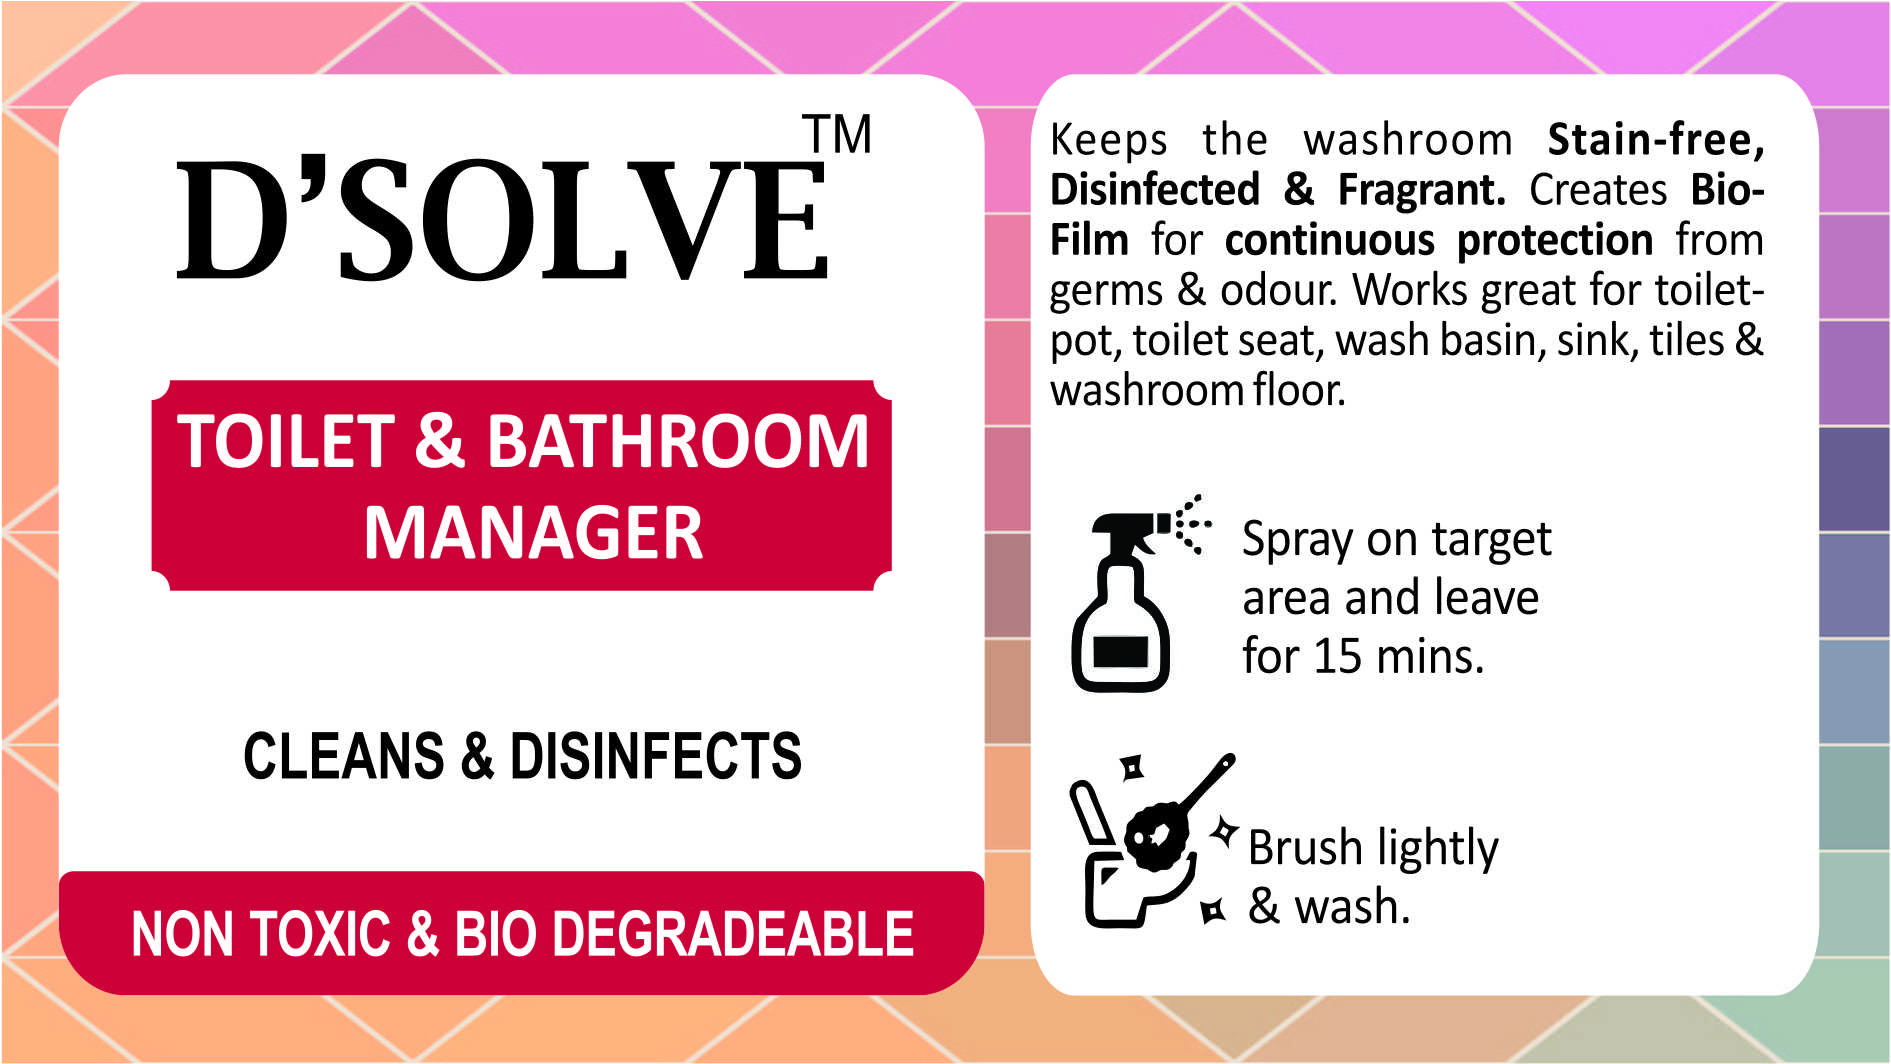 D’SOLVE™
TOILET & BATHROOM
MANAGER
CLEANS & DISINFECTS
NON TOXIC & BIO DEGRADEABLE
Keeps the washroom Stain-free,
Disinfected & Fragrant. Creates Bio-
Film for continuous protection from
germs & odour. Works great for toilet-
pot, toilet seat, wash basin, sink, tiles &
washroom floor.
Spray on target
area and leave
for 15 mins.
Brush lightly
& wash.